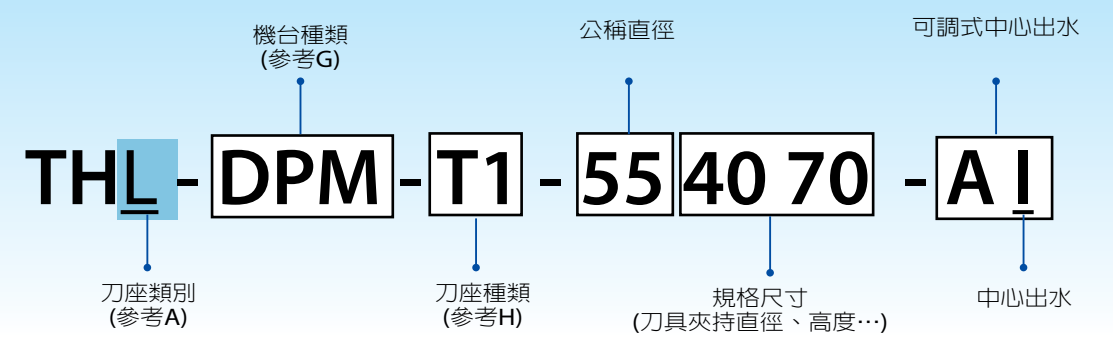 機台種類
(參考G)
公稱直徑
可調式中心出水
THL - DPM - T1 - 55 40 70 - A I
刀座類別
(參考A)
刀座種類
(參考H)
規格尺寸
(刀具夾持直徑、高度…)
中心出水